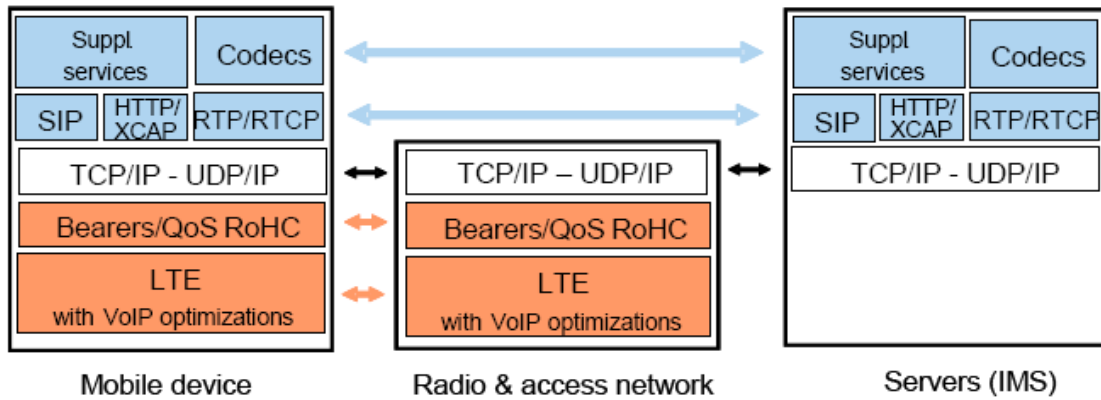 Suppl.
services
Codecs
SIP
HTTP/
XCAP
RTP/RTCP
TCP/IP - UDP/IP
Bearers/QoS RoHC
LTE
with VoIP optimizations
Mobile device
TCP/IP – UDP/IP
Bearers/QoS RoHC
LTE
with VoIP optimizations
Radio & access network
Suppl.
services
Codecs
SIP
HTTP/
XCAP
RTP/RTCP
TCP/IP - UDP/IP
Servers (IMS)